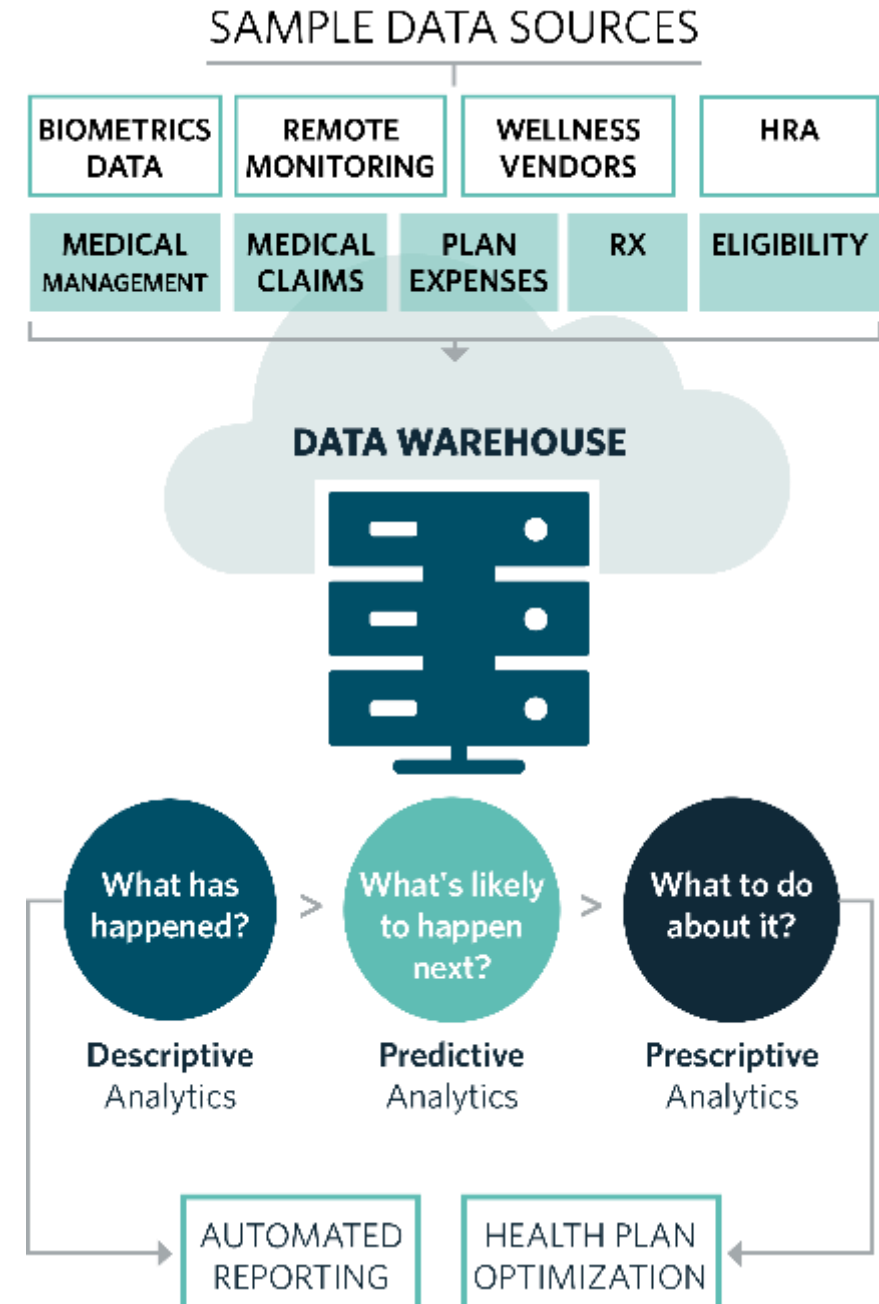 SAMPLE DATA SOURCES
BIOMETRICS
DATA
REMOTE
MONITORING
WELLNESS
VENDORS
HRA
MEDICAL
MANAGEMENT
MEDICAL
CLAIMS
PLAN
EXPENSES
RX
ELIGIBILITY
DATA WAREHOUSE
What has
happened?
>
What's likely
to happen
next?
>
What to do
about it?
Descriptive
Analytics
Predictive
Analytics
Prescriptive
Analytics
AUTOMATED
REPORTING
HEALTH PLAN
OPTIMIZATION